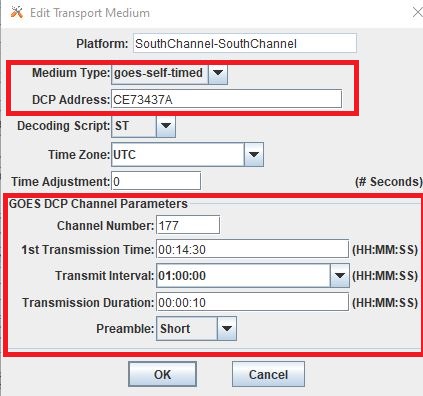 Edit Transport Medium
Platform: SouthChannel-SouthChannel
Medium Type: goes-self-timed
DCP Address: CE73437A
Decoding Script: ST
Time Zone: UTC
Time Adjustment: 0 (# Seconds)
GOES DCP Channel Parameters
Channel Number: 177
1st Transmission Time: 00:14:30 (HH:MM:SS)
Transmit Interval: 01:00:00 (HH:MM:SS)
Transmission Duration: 00:00:10 (HH:MM:SS)
Preamble: Short
OK Cancel